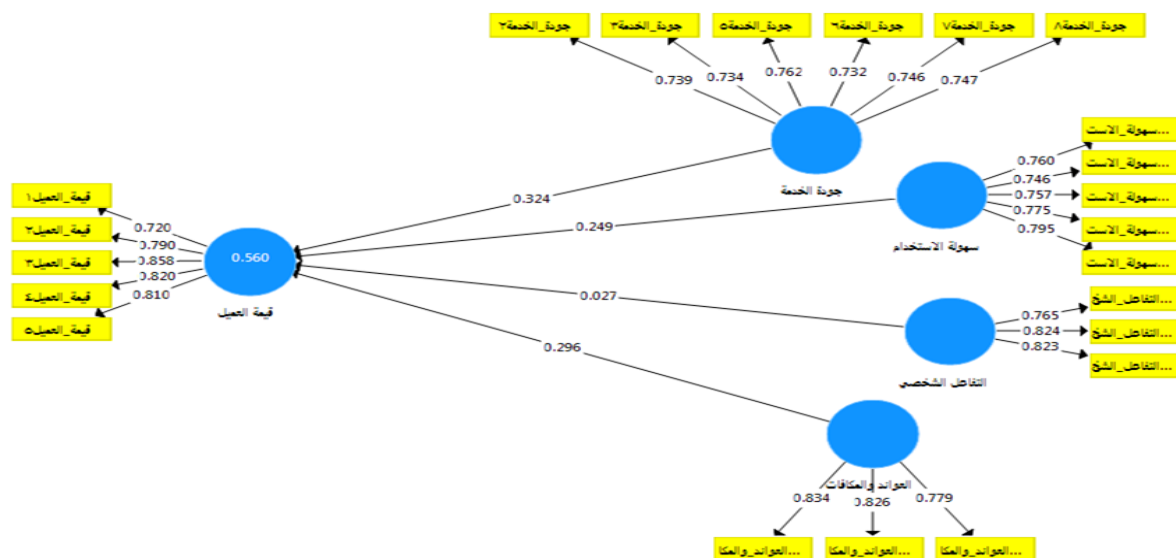 جودة_الخدمة٢
جودة_الخدمة٣
جودة_الخدمة٥
جودة_الخدمة٦
جودة_الخدمة٧
جودة_الخدمة٨
0.739
0.734
0.762
0.732
0.746
0.747
جودة الخدمة
سهولة_الاست...
سهولة_الاست...
سهولة_الاست...
سهولة_الاست...
سهولة_الاست...
0.760
0.746
0.757
0.775
0.795
سهولة الاستخدام
0.324
0.249
0.027
0.296
قيمة_العميل١
قيمة_العميل٢
قيمة_العميل٣
قيمة_العميل٤
قيمة_العميل٥
0.720
0.790
0.858
0.820
0.810
0.560
قيمة العميل
التفاعل_الشخ...
التفاعل_الشخ...
التفاعل_الشخ...
0.765
0.824
0.823
التفاعل الشخصي
العوائد والمكافات
0.834
0.826
0.779
العوائد_والمكا...
العوائد_والمكا...
العوائد_والمكا...